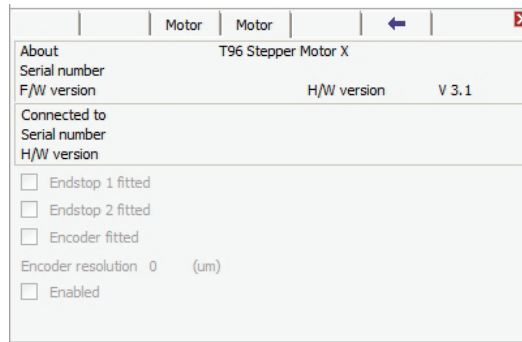 Motor Motor
About T96 Stepper Motor X
Serial number
F/W version H/W version V 3.1
Connected to
Serial number
H/W version
Endstop 1 fitted
Endstop 2 fitted
Encoder fitted
Encoder resolution 0 (um)
Enabled